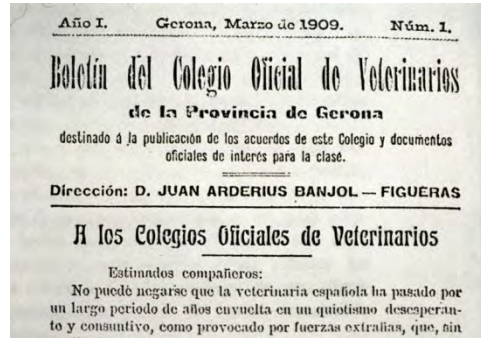 Año I. Gerona, Marzo de 1909. Núm. 1.
Boletín del Colegio Oficial de Veterinarios
de la Provincia de Gerona
destinado á la publicación de los acuerdos de este Colegio y documentos
oficiales de interés para la clase.
Dirección: D. JUAN ARDERIUS BANJOL — FIGUERAS
A los Colegios Oficiales de Veterinarios
Estimados compañeros:
No puede negarse que la veterinaria española ha pasado por
un largo periodo de años envuelta en un quiotismo desesperan-
to y consuntivo, como provocado por fuerzas extrañas, que, sin